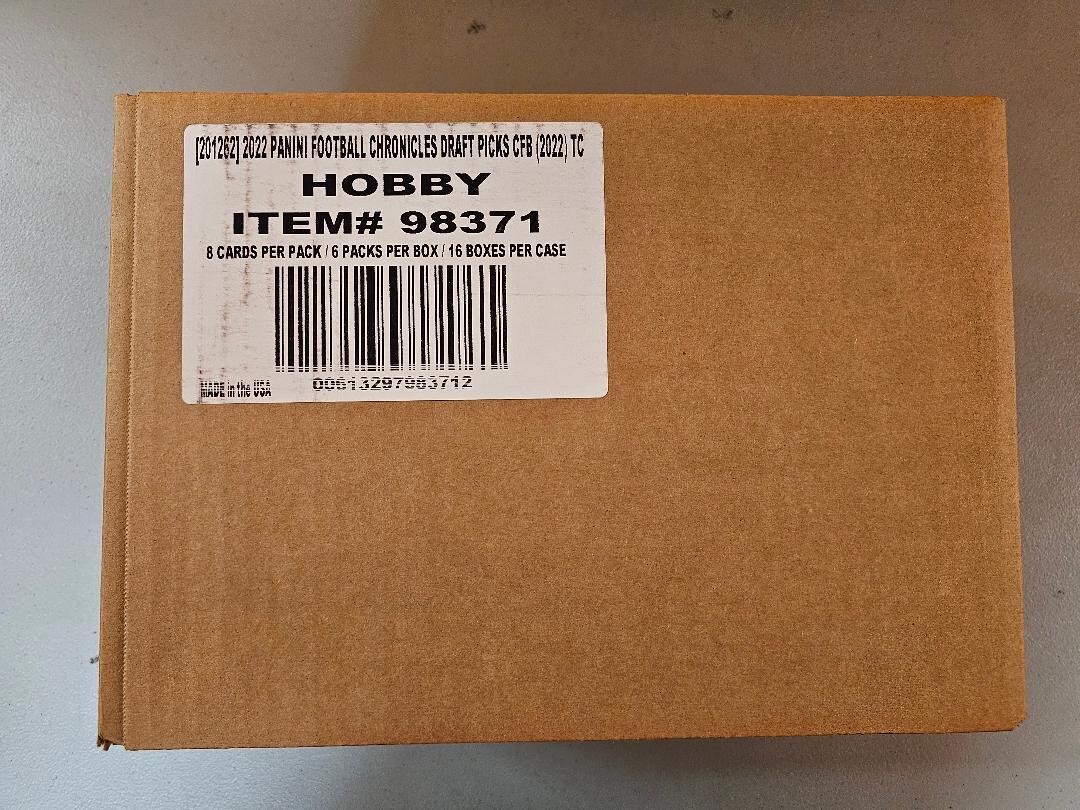 [201262] 2022 PANINI FOOTBALL CHRONICLES DRAFT PICKS CFB (2022) TC
HOBBY
ITEM# 98371
8 CARDS PER PACK / 6 PACKS PER BOX / 16 BOXES PER CASE
00613297983712
MADE in the USA